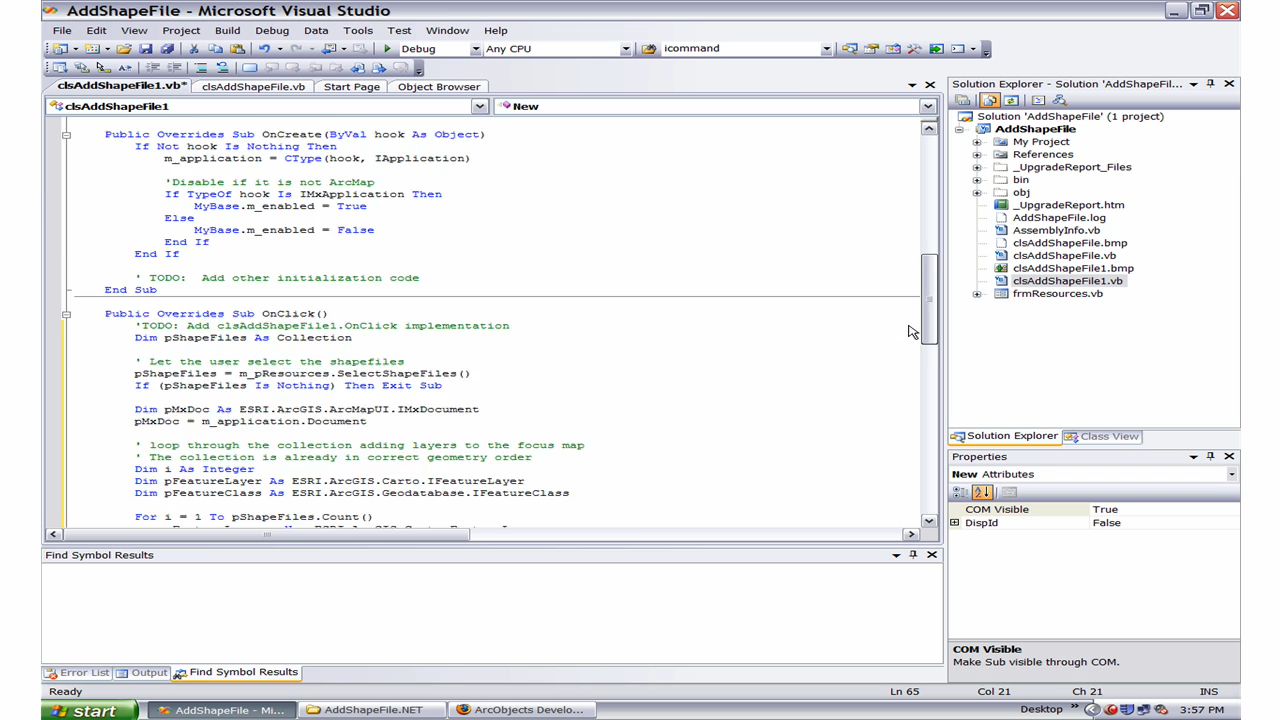 AddShapeFile - Microsoft Visual Studio
File Edit View Project Build Debug Data Tools Test Window Help
Debug Any CPU icommand
clsAddShapeFile1.vb* clsAddShapeFile.vb Start Page Object Browser
clsAddShapeFile1 New
Public Overrides Sub OnCreate(ByVal hook As Object)
If Not hook Is Nothing Then
m_application = CType(hook, IApplication)
'Disable if it is not ArcMap
If TypeOf hook Is IMxApplication Then
MyBase.m_enabled = True
Else
MyBase.m_enabled = False
End If
End If
' TODO:  Add other initialization code
End Sub
Public Overrides Sub OnClick()
'TODO: Add clsAddShapeFile1.OnClick implementation
Dim pShapeFiles As Collection
' Let the user select the shapefiles
pShapeFiles = m_pResources.SelectShapeFiles()
If (pShapeFiles Is Nothing) Then Exit Sub
Dim pMxDoc As ESRI.ArcGIS.ArcMapUI.IMxDocument
pMxDoc = m_application.Document
' loop through the collection adding layers to the focus map
' The collection is already in correct geometry order
Dim i As Integer
Dim pFeatureLayer As ESRI.ArcGIS.Carto.IFeatureLayer
Dim pFeatureClass As ESRI.ArcGIS.Geodatabase.IFeatureClass
For i = 1 To pShapeFiles.Count()
Find Symbol Results
Error List Output Find Symbol Results
Solution Explorer - Solution 'AddShapeFil...
Solution 'AddShapeFile' (1 project)
AddShapeFile
My Project
References
_UpgradeReport_Files
bin
obj
_UpgradeReport.htm
AddShapeFile.log
AssemblyInfo.vb
clsAddShapeFile.bmp
clsAddShapeFile.vb
clsAddShapeFile1.bmp
clsAddShapeFile1.vb
frmResources.vb
Solution Explorer Class View
Properties
New Attributes
COM Visible True
DispId False
COM Visible
Make Sub visible through COM.
Ready Ln 65 Col 21 Ch 21 INS
start AddShapeFile - Mi... AddShapeFile.NET ArcObjects Develo... Desktop 3:57 PM